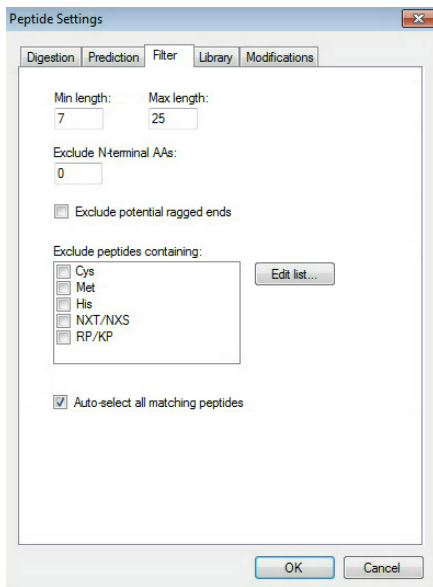 Peptide Settings
Digestion Prediction Filter Library Modifications
Min length: Max length:
7 25
Exclude N-terminal AAs:
0
Exclude potential ragged ends
Exclude peptides containing:
Cys
Edit list...
Met
His
NXT/NXS
RP/KP
Auto-select all matching peptides
OK Cancel